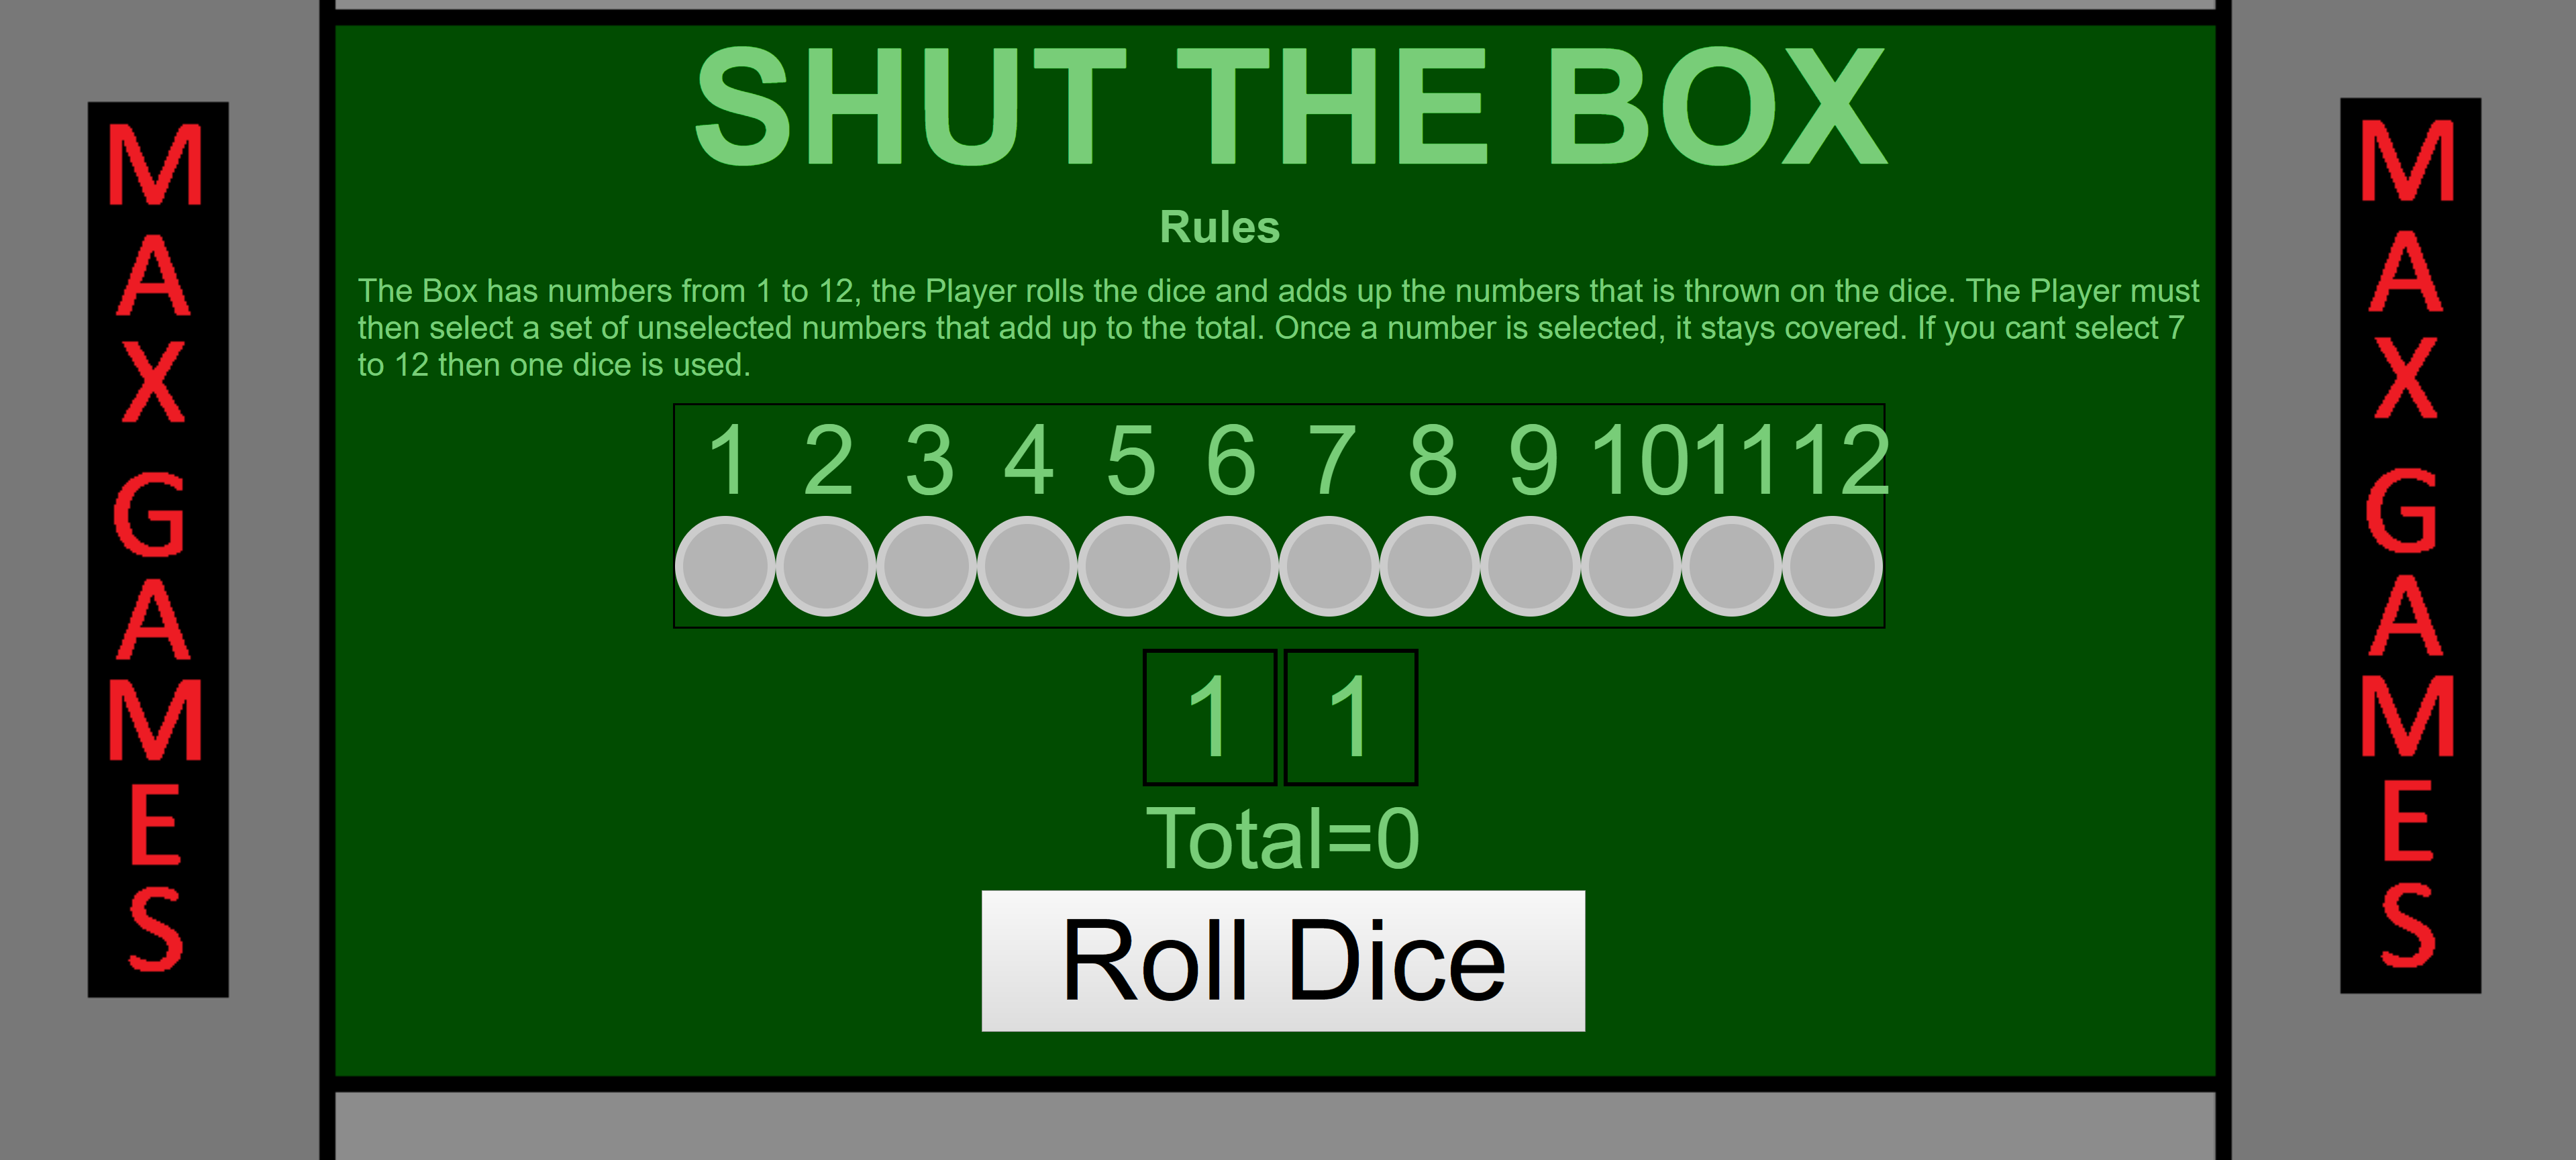 SHUT THE BOX
Rules
The Box has numbers from 1 to 12, the Player rolls the dice and adds up the numbers that is thrown on the dice. The Player must
then select a set of unselected numbers that add up to the total. Once a number is selected, it stays covered. If you cant select 7
to 12 then one dice is used.
1 2 3 4 5 6 7 8 9 10 11 12
1 1
Total=0
Roll Dice
MAX GAMES
MAX GAMES